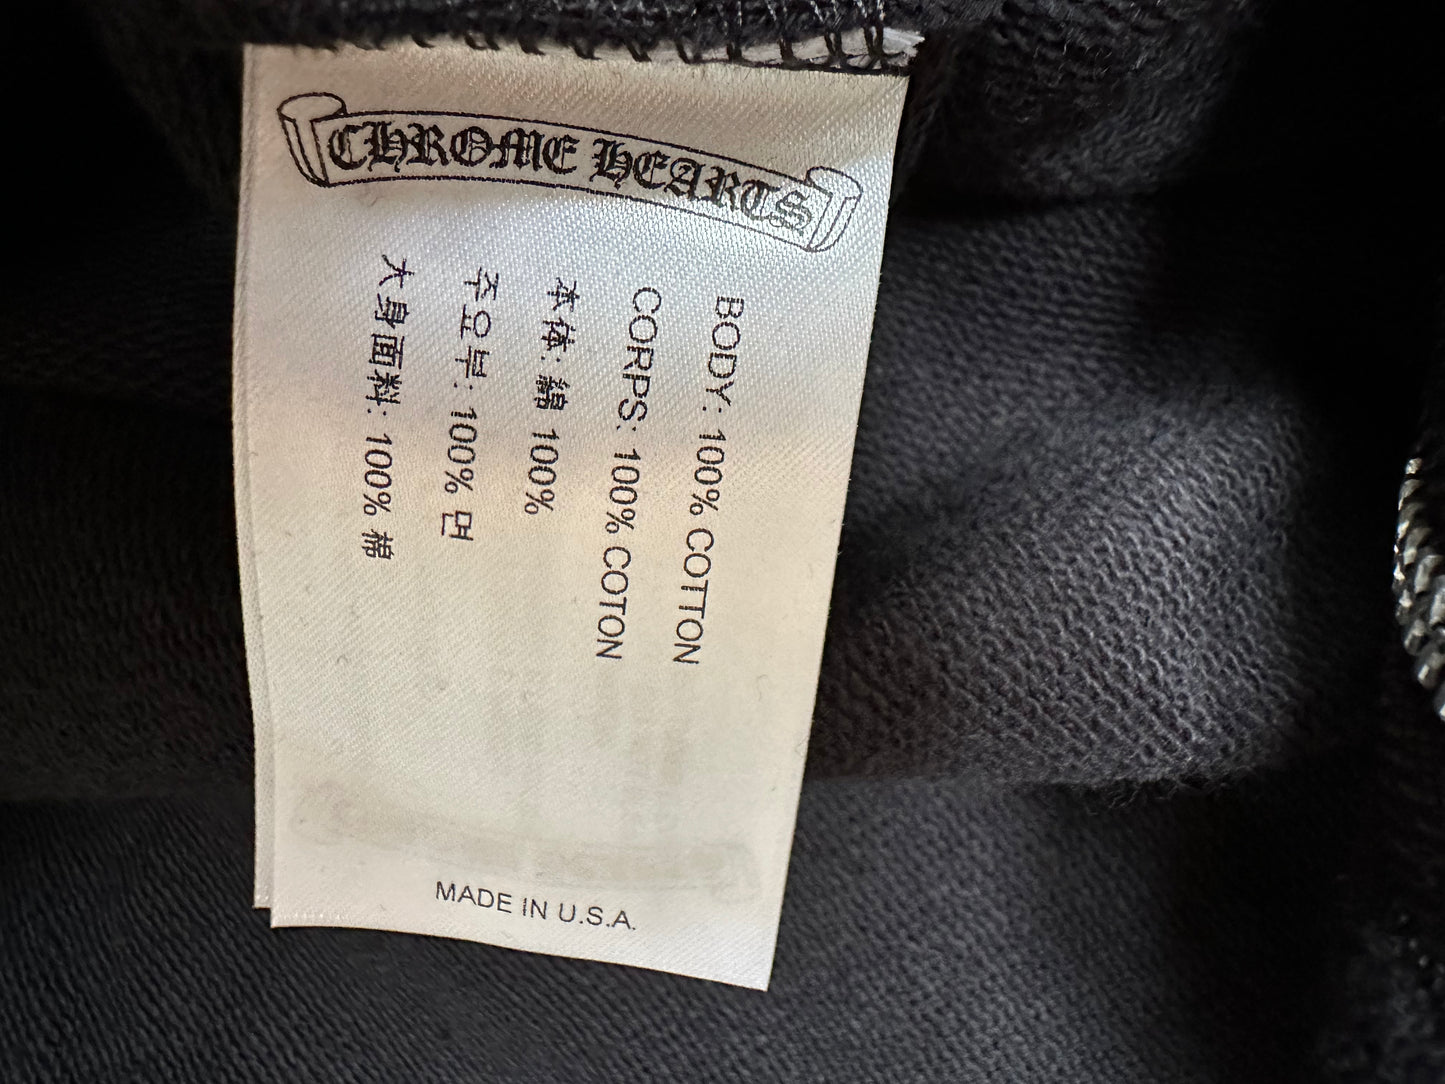 CHROME HEARTS
BODY: 100% COTTON
CORPS: 100% COTON
本体: 綿 100%
주요부: 100% 면
大身面料: 100% 棉
MADE IN U.S.A.